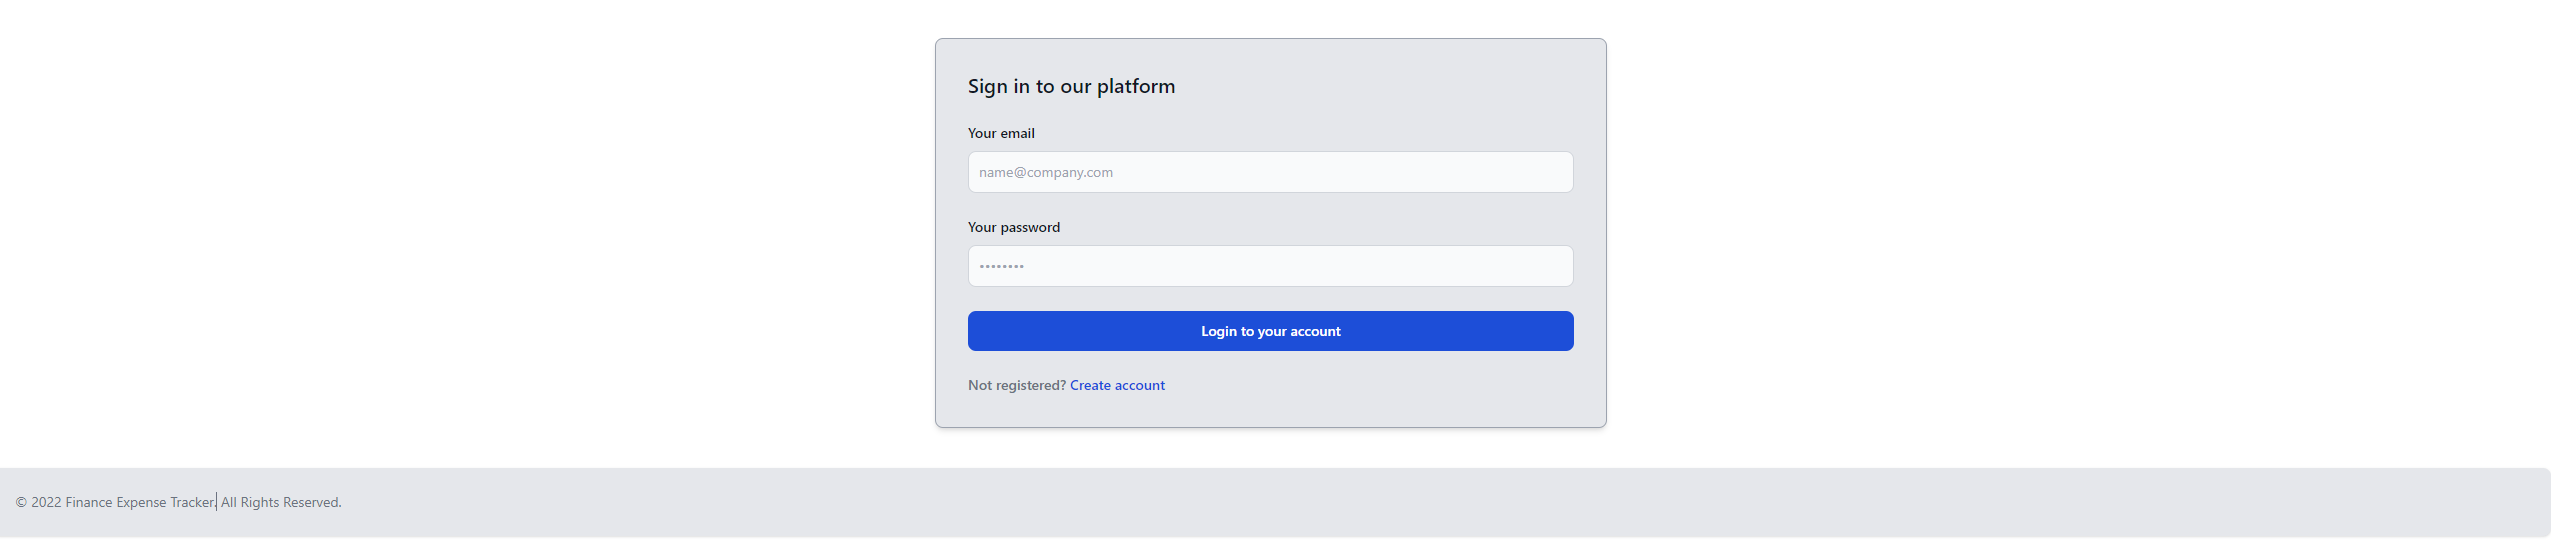 Sign in to our platform
Your email
name@company.com
Your password
••••••••
Login to your account
Not registered? Create account
© 2022 Finance Expense Tracker. All Rights Reserved.